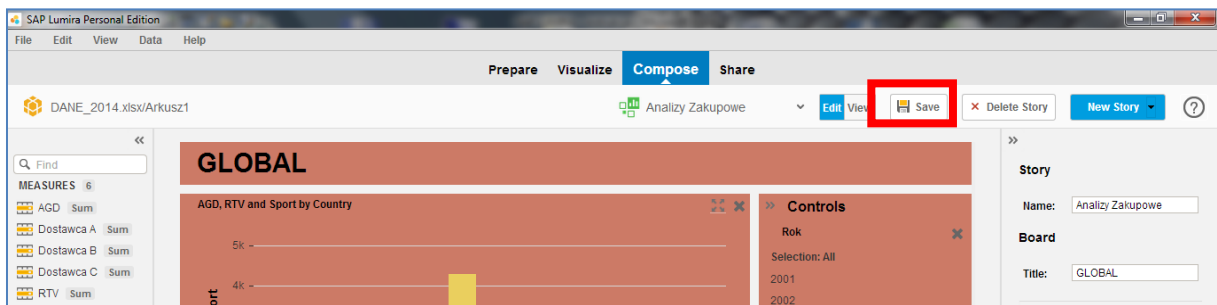 SAP Lumira Personal Edition
File Edit View Data Help
Prepare Visualize Compose Share
DANE_2014.xlsx/Arkusz1 Analizy Zakupowe Edit View Save Delete Story New Story ?
Find
MEASURES 6
AGD Sum
Dostawca A Sum
Dostawca B Sum
Dostawca C Sum
RTV Sum
GLOBAL
AGD, RTV and Sport by Country
5k
4k
Controls
Rok
Selection: All
2001
2002
Story
Name: Analizy Zakupowe
Board
Title: GLOBAL